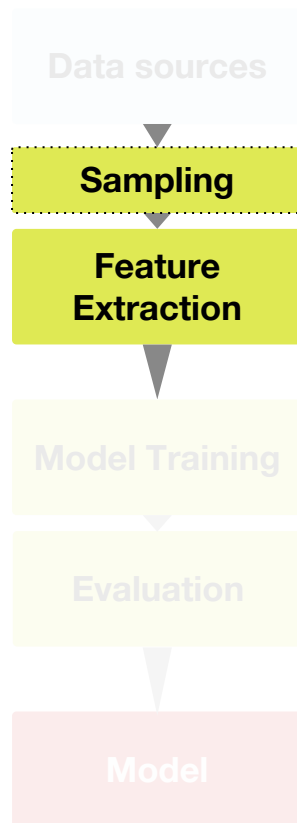 Data sources
Sampling
Feature
Extraction
Model Training
Evaluation
Model